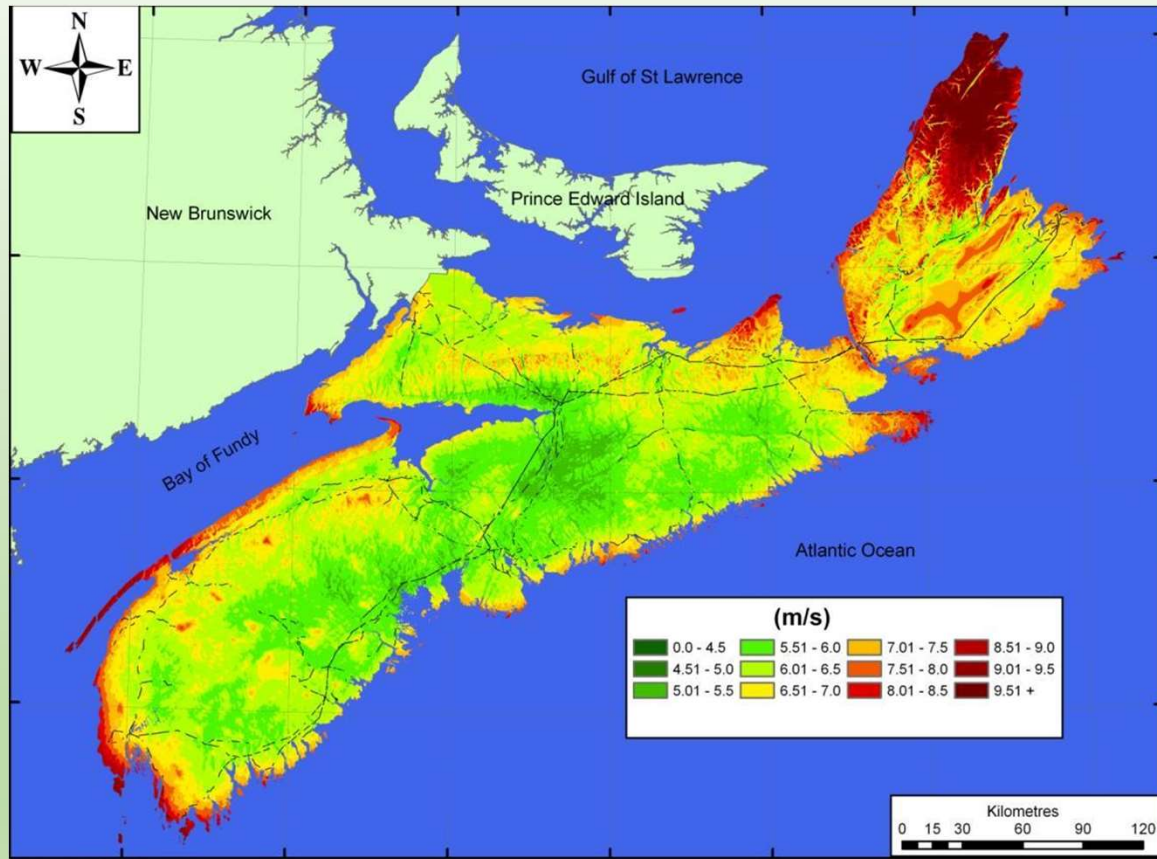 N
W E
S
Gulf of St Lawrence
Prince Edward Island
New Brunswick
Bay of Fundy
Atlantic Ocean
(m/s)
0.0 - 4.5 5.51 - 6.0 7.01 - 7.5 8.51 - 9.0
4.51 - 5.0 6.01 - 6.5 7.51 - 8.0 9.01 - 9.5
5.01 - 5.5 6.51 - 7.0 8.01 - 8.5 9.51 +
Kilometres
0 15 30 60 90 120